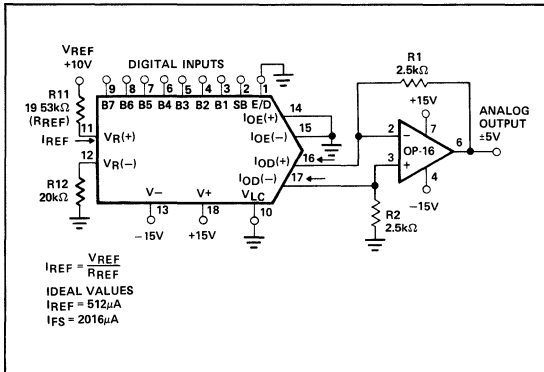 VREF
+10V
DIGITAL INPUTS
9 8 7 6 5 4 3 2 1
B7 B6 B5 B4 B3 B2 B1 SB E/D
R11
19 53kΩ
(RREF)
IREF
11
VR(+)
12
VR(-)
R12
20kΩ
IOE(+)
14
IOE(-)
15
IOD(+)
16
IOD(-)
17
V-
V+
VLC
13
18
10
-15V
+15V
R1
2.5kΩ
+15V
2
-
7
OP-16
6
3
+
4
-15V
ANALOG
OUTPUT
±5V
R2
2.5kΩ
IREF = VREF
RREF
IDEAL VALUES
IREF = 512μA
IFS = 2016μA